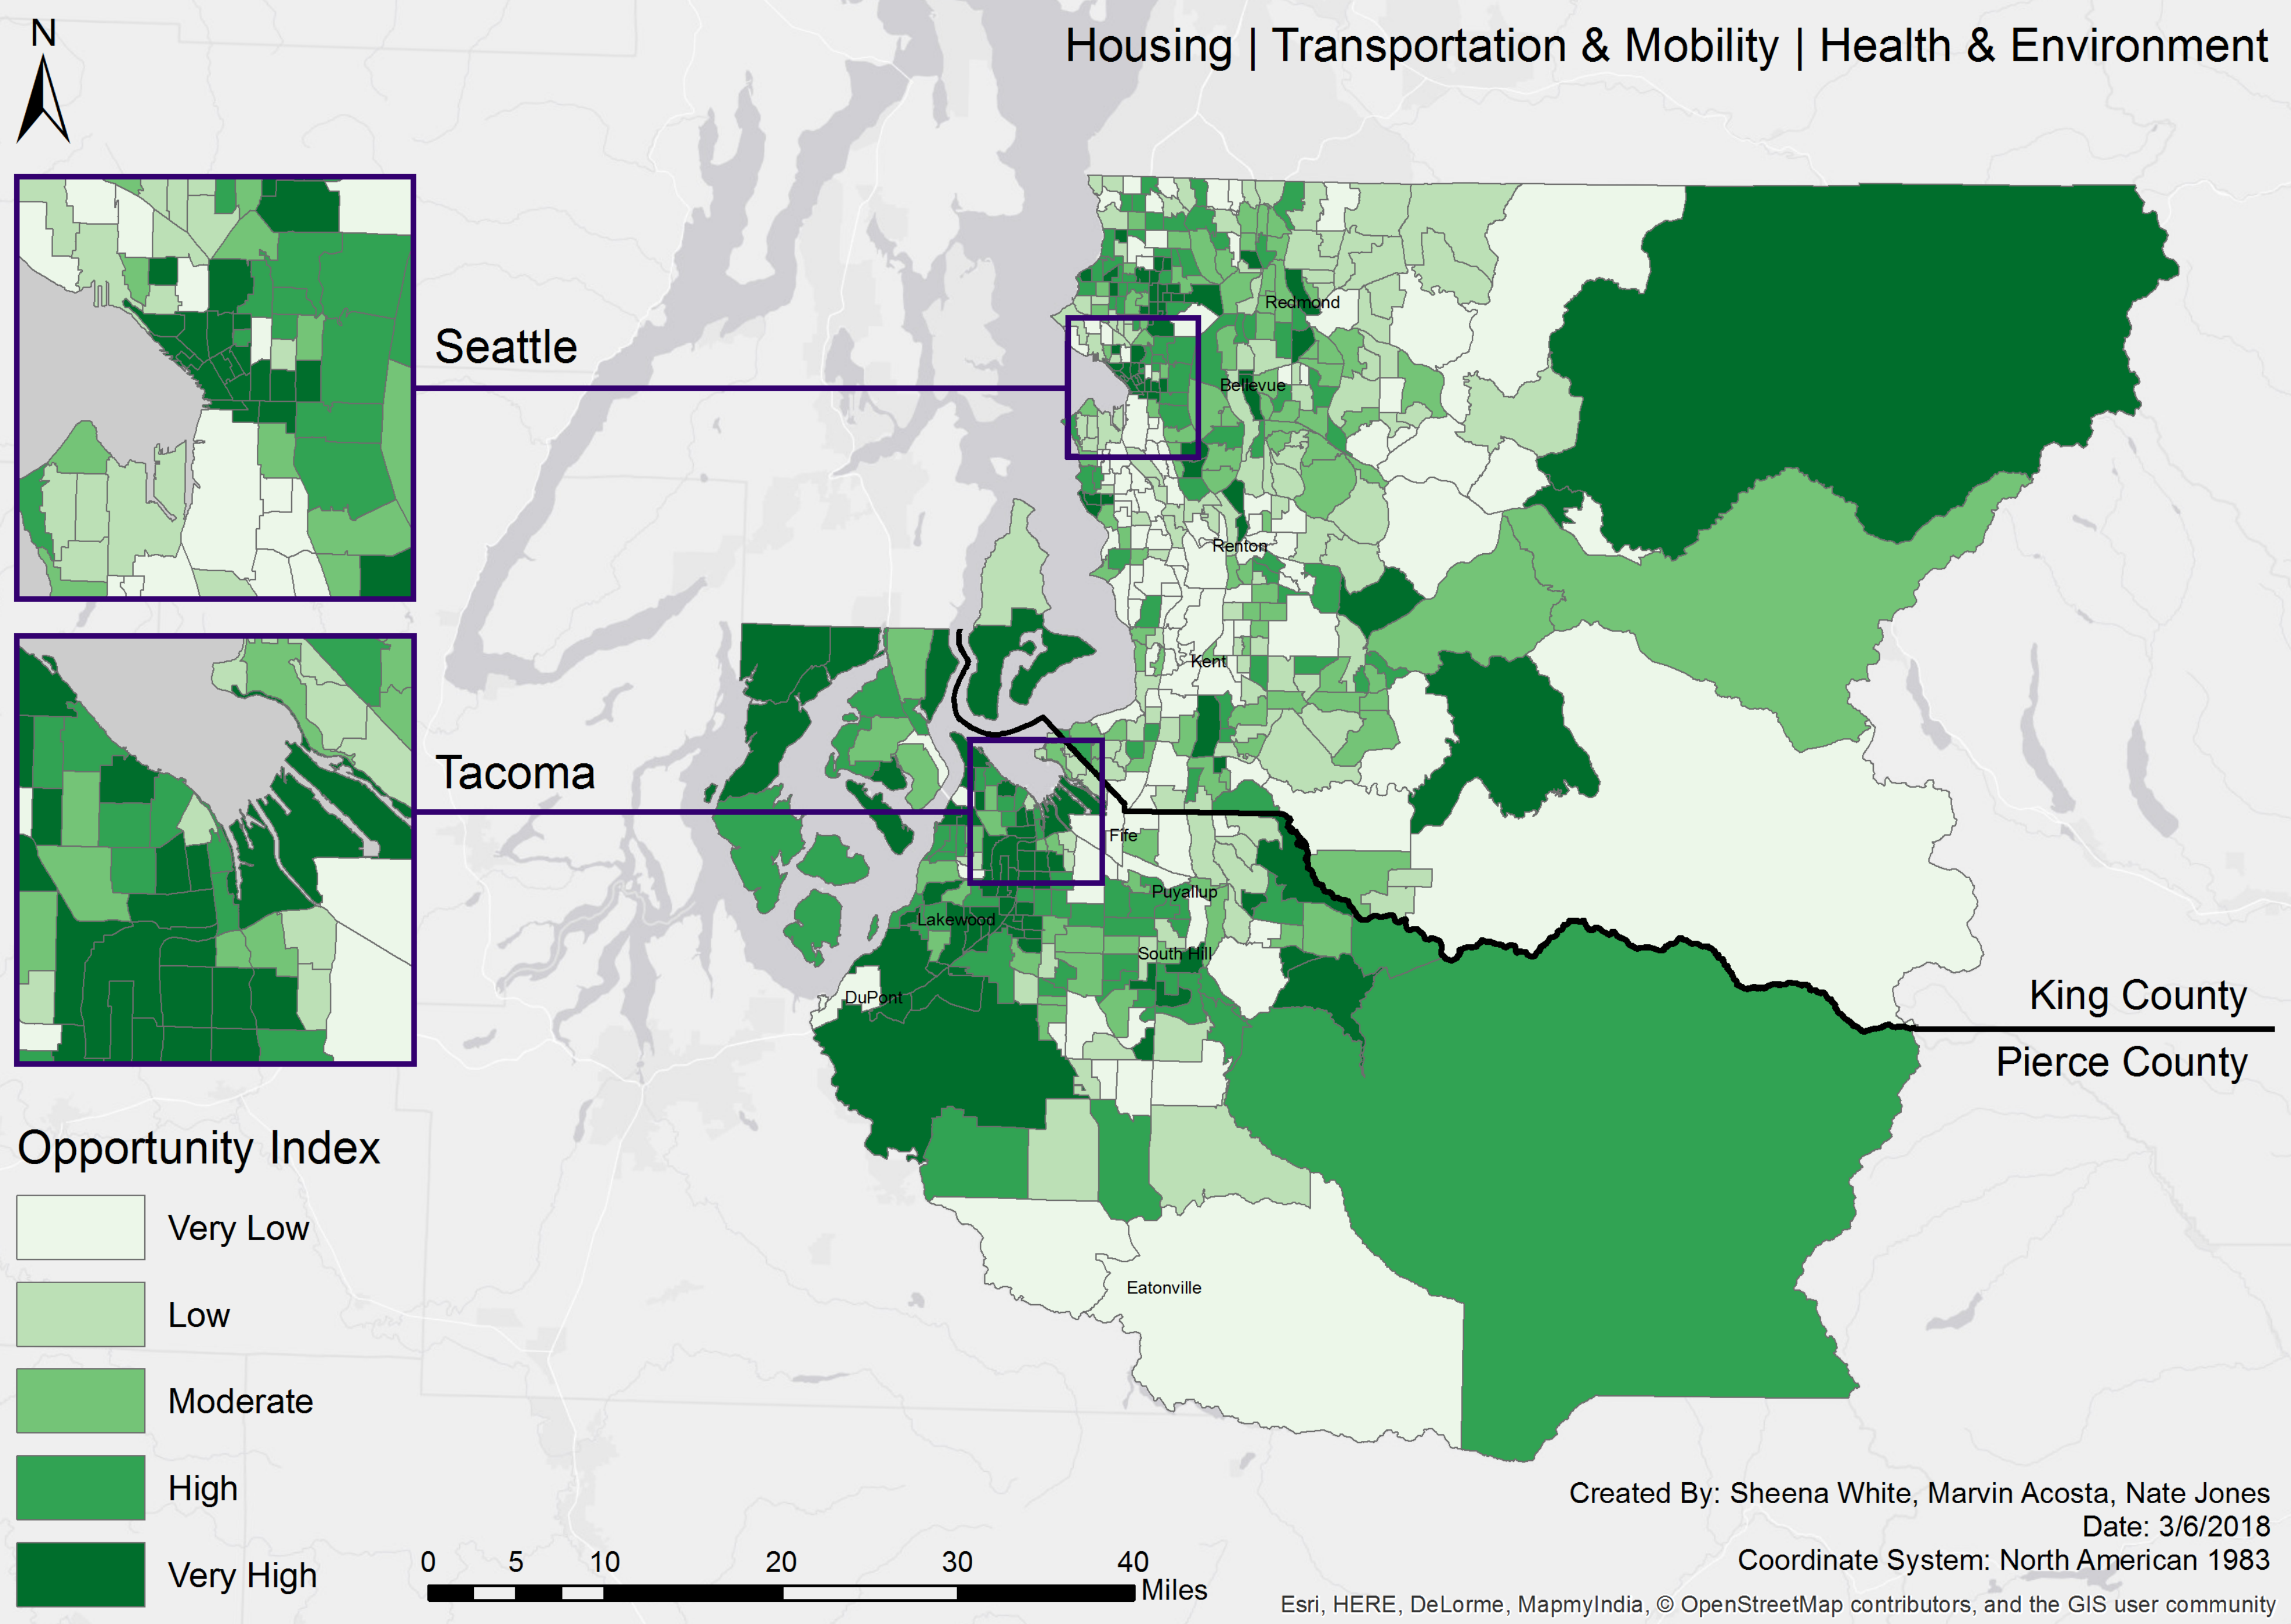 Housing | Transportation & Mobility | Health & Environment
N
Seattle
Redmond
Bellevue
Renton
Kent
Tacoma
Fife
Puyallup
Lakewood
South Hill
DuPont
King County
Pierce County
Eatonville
Opportunity Index
Very Low
Low
Moderate
High
Very High
0 5 10 20 30 40
Miles
Created By: Sheena White, Marvin Acosta, Nate Jones
Date: 3/6/2018
Coordinate System: North American 1983
Esri, HERE, DeLorme, MapmyIndia, © OpenStreetMap contributors, and the GIS user community